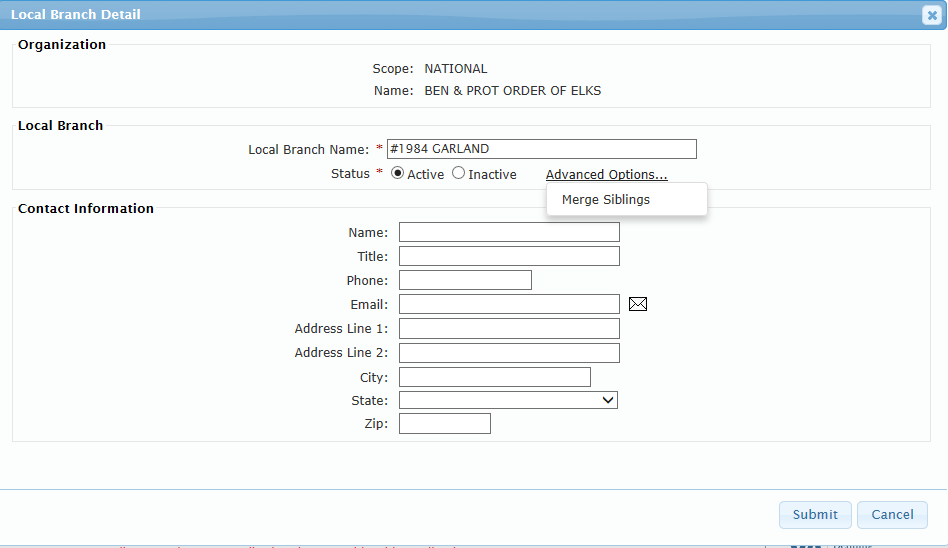 Local Branch Detail
Organization
Scope: NATIONAL
Name: BEN & PROT ORDER OF ELKS
Local Branch
Local Branch Name: * #1984 GARLAND
Status * Active Inactive Advanced Options...
Merge Siblings
Contact Information
Name:
Title:
Phone:
Email:
Address Line 1:
Address Line 2:
City:
State:
Zip:
Submit Cancel